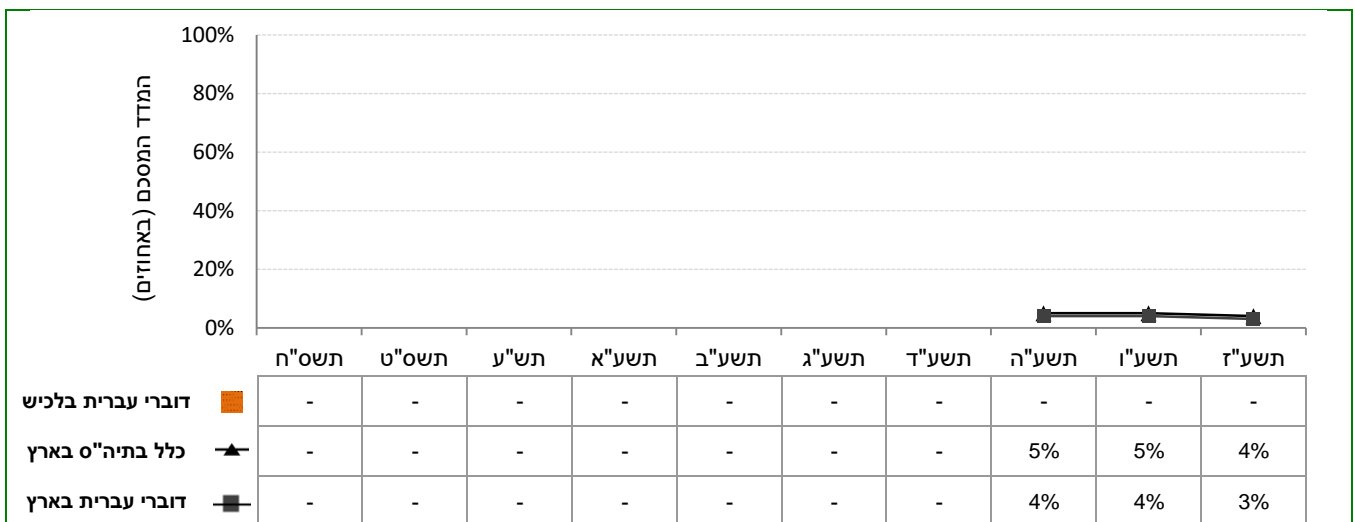 100%
80%
60%
40%
20%
0%
המדד המסכם (באחוזים)
תשס"ח תשס"ט תש"ע תשע"א תשע"ב תשע"ג תשע"ד תשע"ה תשע"ו תשע"ז
דוברי עברית בלכיש - - - - - - - - - -
כלל בתיה"ס בארץ - - - - - - - 5% 5% 4%
דוברי עברית בארץ - - - - - - - 4% 4% 3%